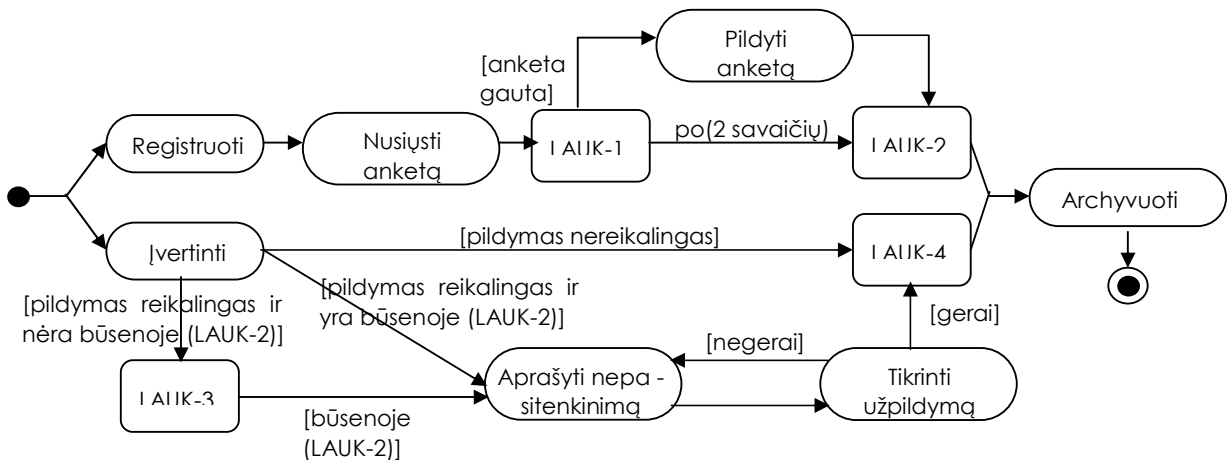 Pildyti
anketą
[anketa
gauta]
Registruoti
Nusiųsti
anketą
LAUK-1
po(2 savaičių)
LAUK-2
Archyvuoti
Įvertinti
[pildymas nereikalingas]
LAUK-4
[pildymas reikalingas ir
nėra būsenoje (LAUK-2)]
[pildymas reikalingas ir
yra būsenoje (LAUK-2)]
[gerai]
[negerai]
LAUK-3
Aprašyti nepa -
sitenkinimą
Tikrinti
užpildymą
[būsenoje
(LAUK-2)]